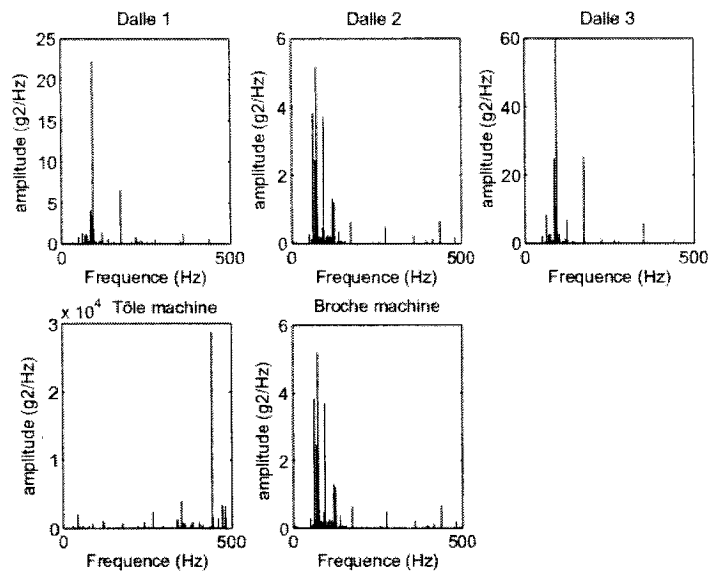 Dalle 1
25
20
15
10
5
0
0
500
amplitude (g2/Hz)
Frequence (Hz)
Dalle 2
6
4
2
0
0
500
amplitude (g2/Hz)
Frequence (Hz)
Dalle 3
60
40
20
0
0
500
amplitude (g2/Hz)
Frequence (Hz)
x 10^4 Tôle machine
3
2
1
0
0
500
amplitude (g2/Hz)
Frequence (Hz)
Broche machine
6
4
2
0
0
500
amplitude (g2/Hz)
Frequence (Hz)